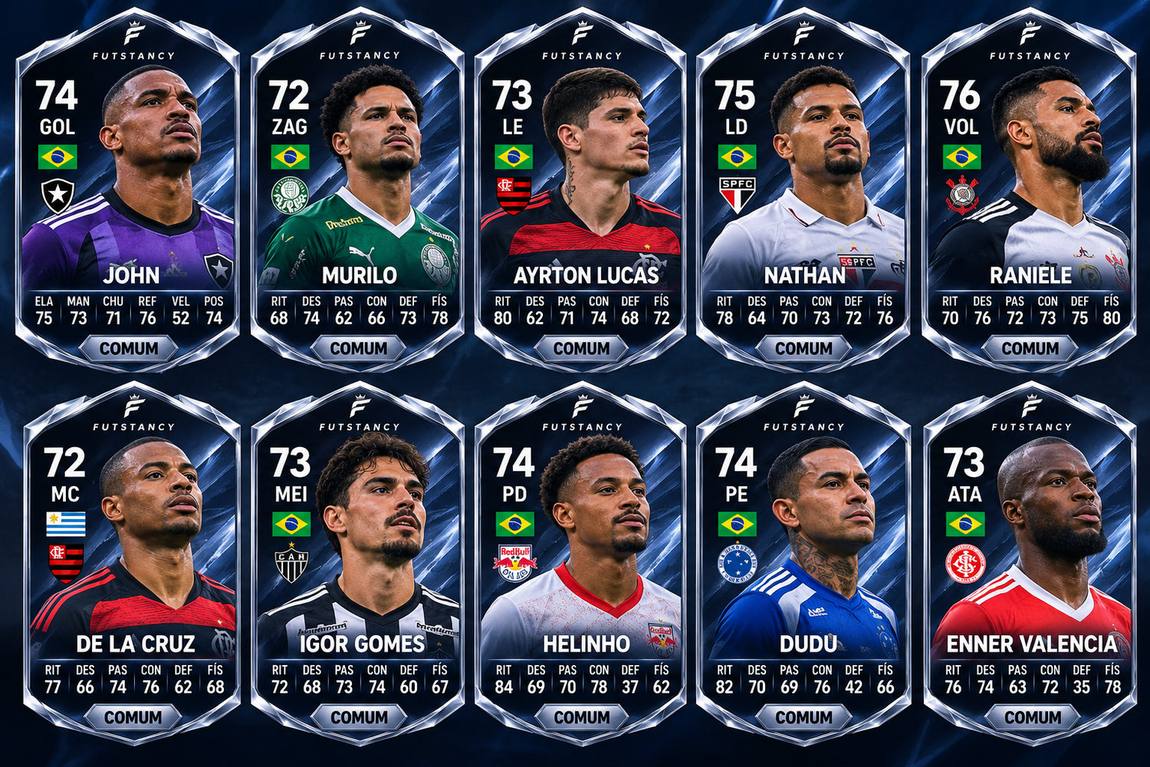 FUTSTANCY
74
GOL
JOHN
ELA MAN CHU REF VEL POS
75 73 71 76 52 74
COMUM
FUTSTANCY
72
ZAG
MURILO
RIT DES PAS CON DEF FÍS
68 74 62 66 73 78
COMUM
FUTSTANCY
73
LE
AYRTON LUCAS
RIT DES PAS CON DEF FÍS
80 62 71 74 68 72
COMUM
FUTSTANCY
75
LD
SPFC
SPFC
NATHAN
RIT DES PAS CON DEF FÍS
78 64 70 73 72 76
COMUM
FUTSTANCY
76
VOL
RANIELE
RIT DES PAS CON DEF FÍS
70 76 72 73 75 80
COMUM
FUTSTANCY
72
MC
DE LA CRUZ
RIT DES PAS CON DEF FÍS
77 66 74 76 62 68
COMUM
FUTSTANCY
73
MEI
CAM
IGOR GOMES
RIT DES PAS CON DEF FÍS
72 68 73 74 60 67
COMUM
FUTSTANCY
74
PD
RedBull
HELINHO
RIT DES PAS CON DEF FÍS
84 69 70 78 37 62
COMUM
FUTSTANCY
74
PE
DUDU
RIT DES PAS CON DEF FÍS
82 70 69 76 42 66
COMUM
FUTSTANCY
73
ATA
ENNER VALENCIA
RIT DES PAS CON DEF FÍS
76 74 63 72 35 78
COMUM